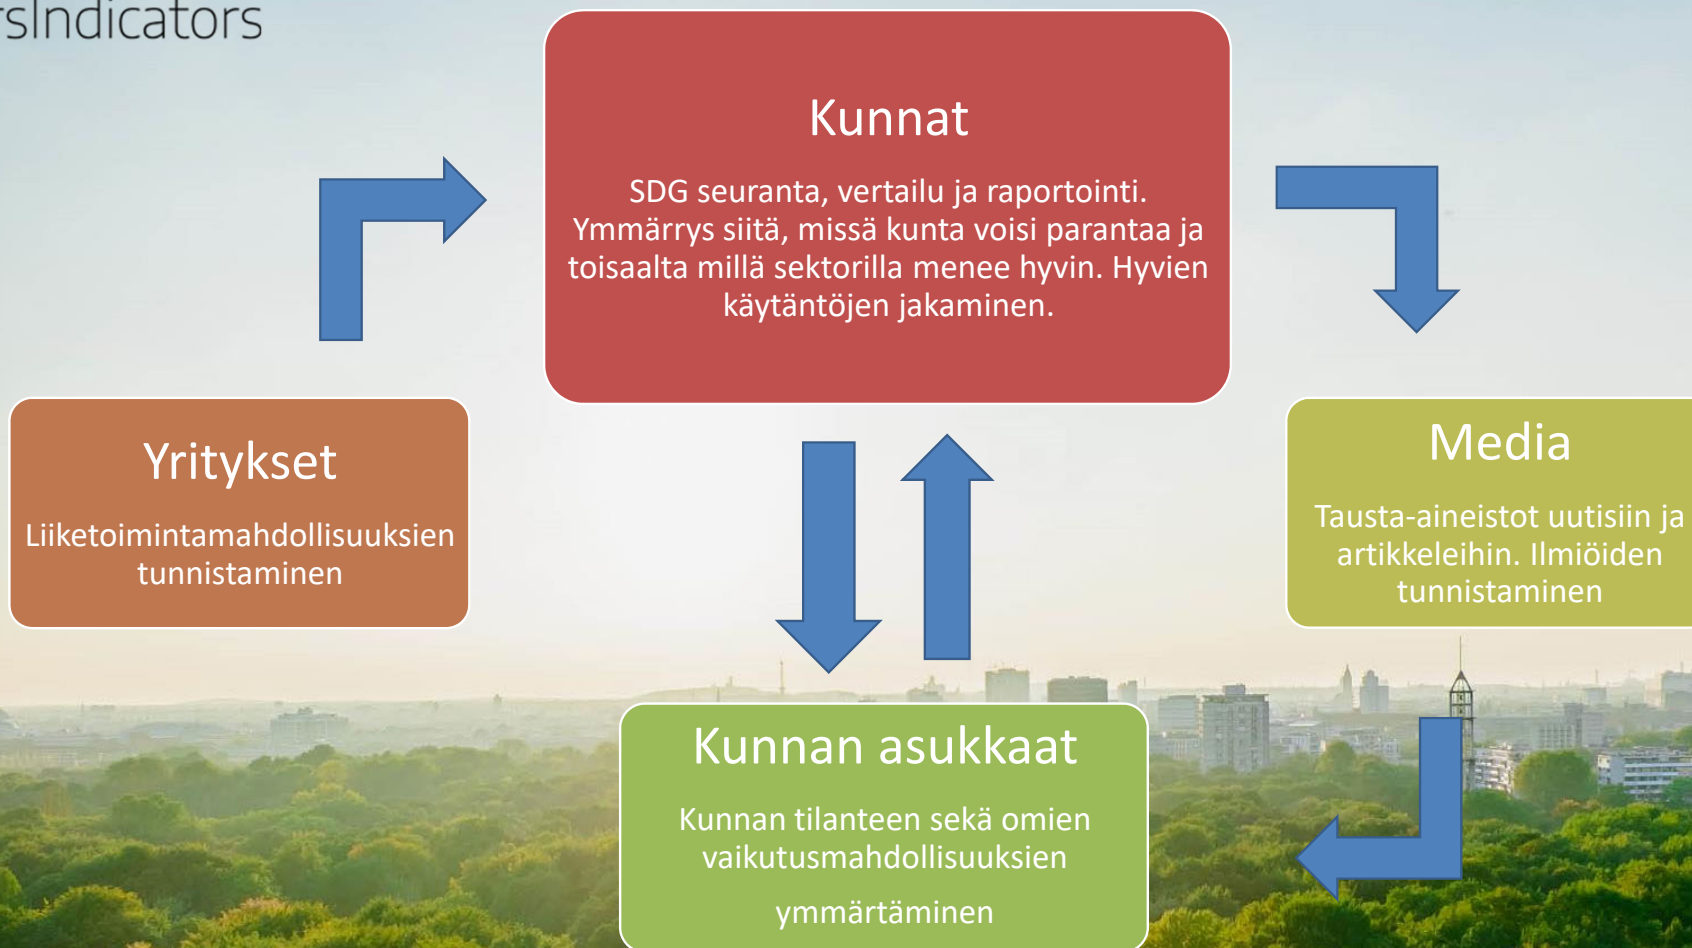 rsIndicators
Kunnat
SDG seuranta, vertailu ja raportointi.
Ymmärrys siitä, missä kunta voisi parantaa ja
toisaalta millä sektorilla menee hyvin. Hyvien
käytäntöjen jakaminen.
Yritykset
Liiketoimintamahdollisuuksien
tunnistaminen
Media
Tausta-aineistot uutisiin ja
artikkeleihin. Ilmiöiden
tunnistaminen
Kunnan asukkaat
Kunnan tilanteen sekä omien
vaikutusmahdollisuuksien
ymmärtäminen